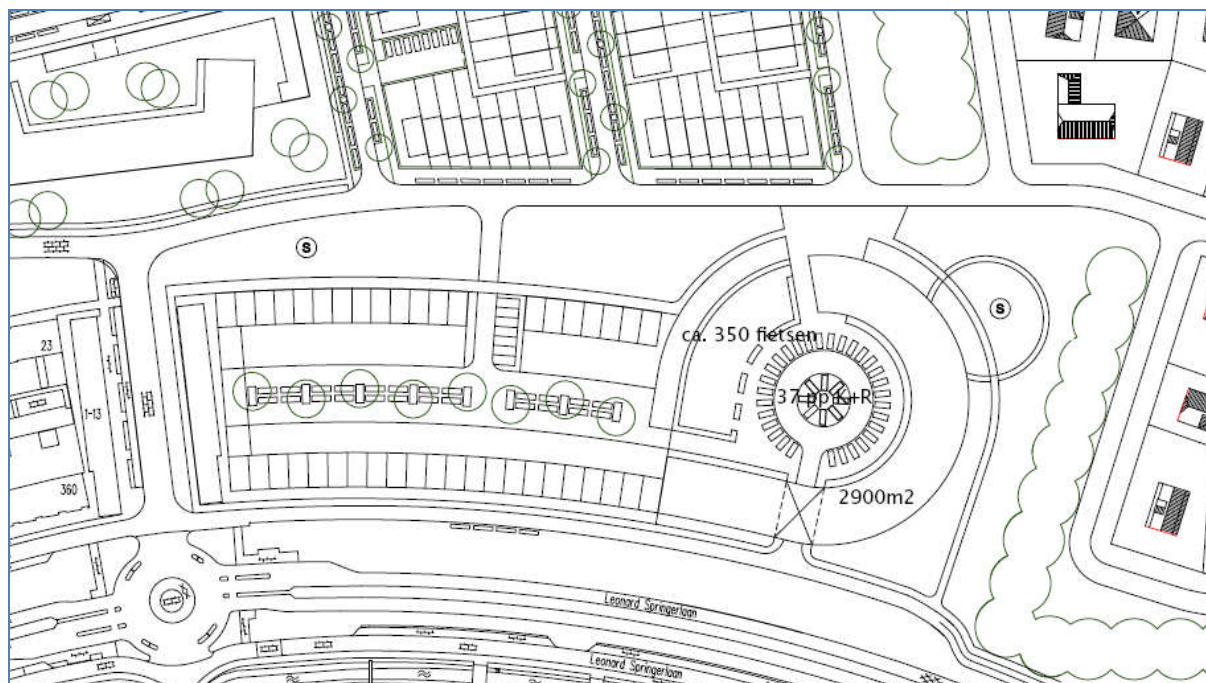 S
S
ca. 350 fietsen
23
37 pp K+R
1-13
360
2900m2
Leonard Springerlaan
Leonard Springerlaan